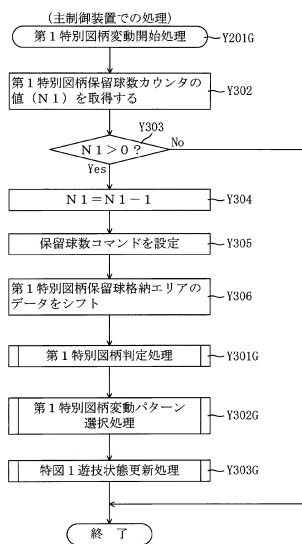 (主制御装置での処理)
第1特別図柄変動開始処理
Y201G
第1特別図柄保留球数カウンタの
値（N1）を取得する
Y302
N1＞0？
Y303
No
Yes
N1＝N1－1
Y304
保留球数コマンドを設定
Y305
第1特別図柄保留球格納エリアの
データをシフト
Y306
第1特別図柄判定処理
Y301G
第1特別図柄変動パターン
選択処理
Y302G
特図1遊技状態更新処理
Y303G
終 了